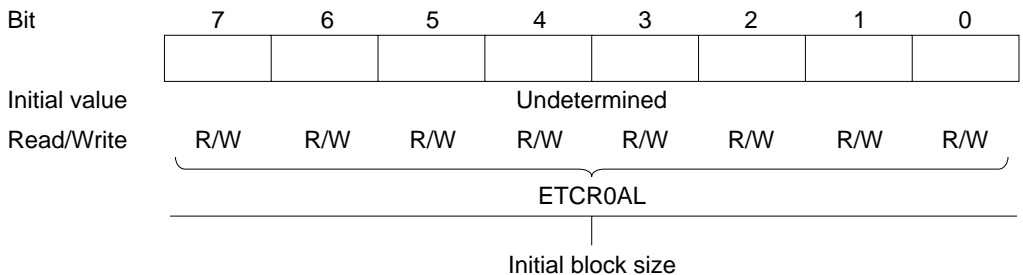 Bit 7 6 5 4 3 2 1 0
Initial value Undetermined
Read/Write R/W R/W R/W R/W R/W R/W R/W R/W
ETCR0AL
Initial block size